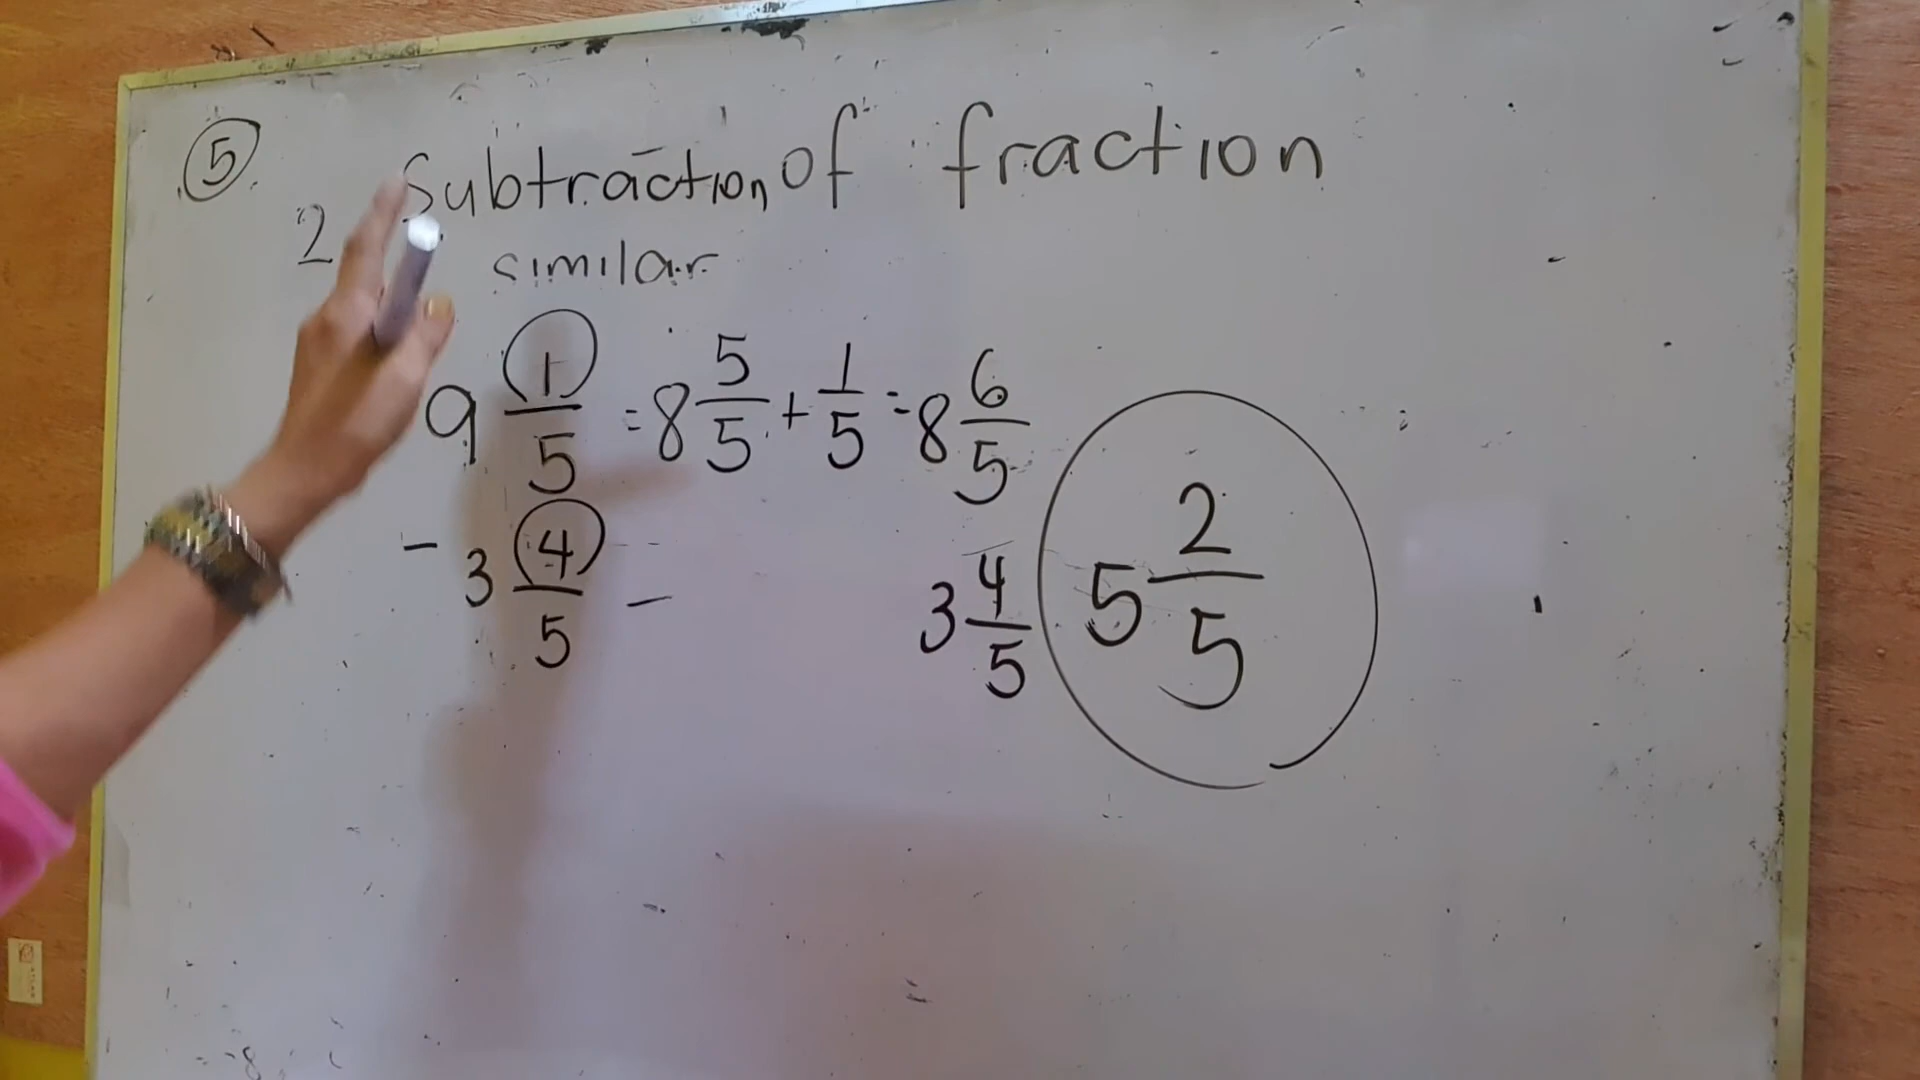 ⑤
Subtraction of fraction
2
similar
9 1/5 = 8 5/5 + 1/5 = 8 6/5
- 3 4/5 - 3 4/5 5 2/5